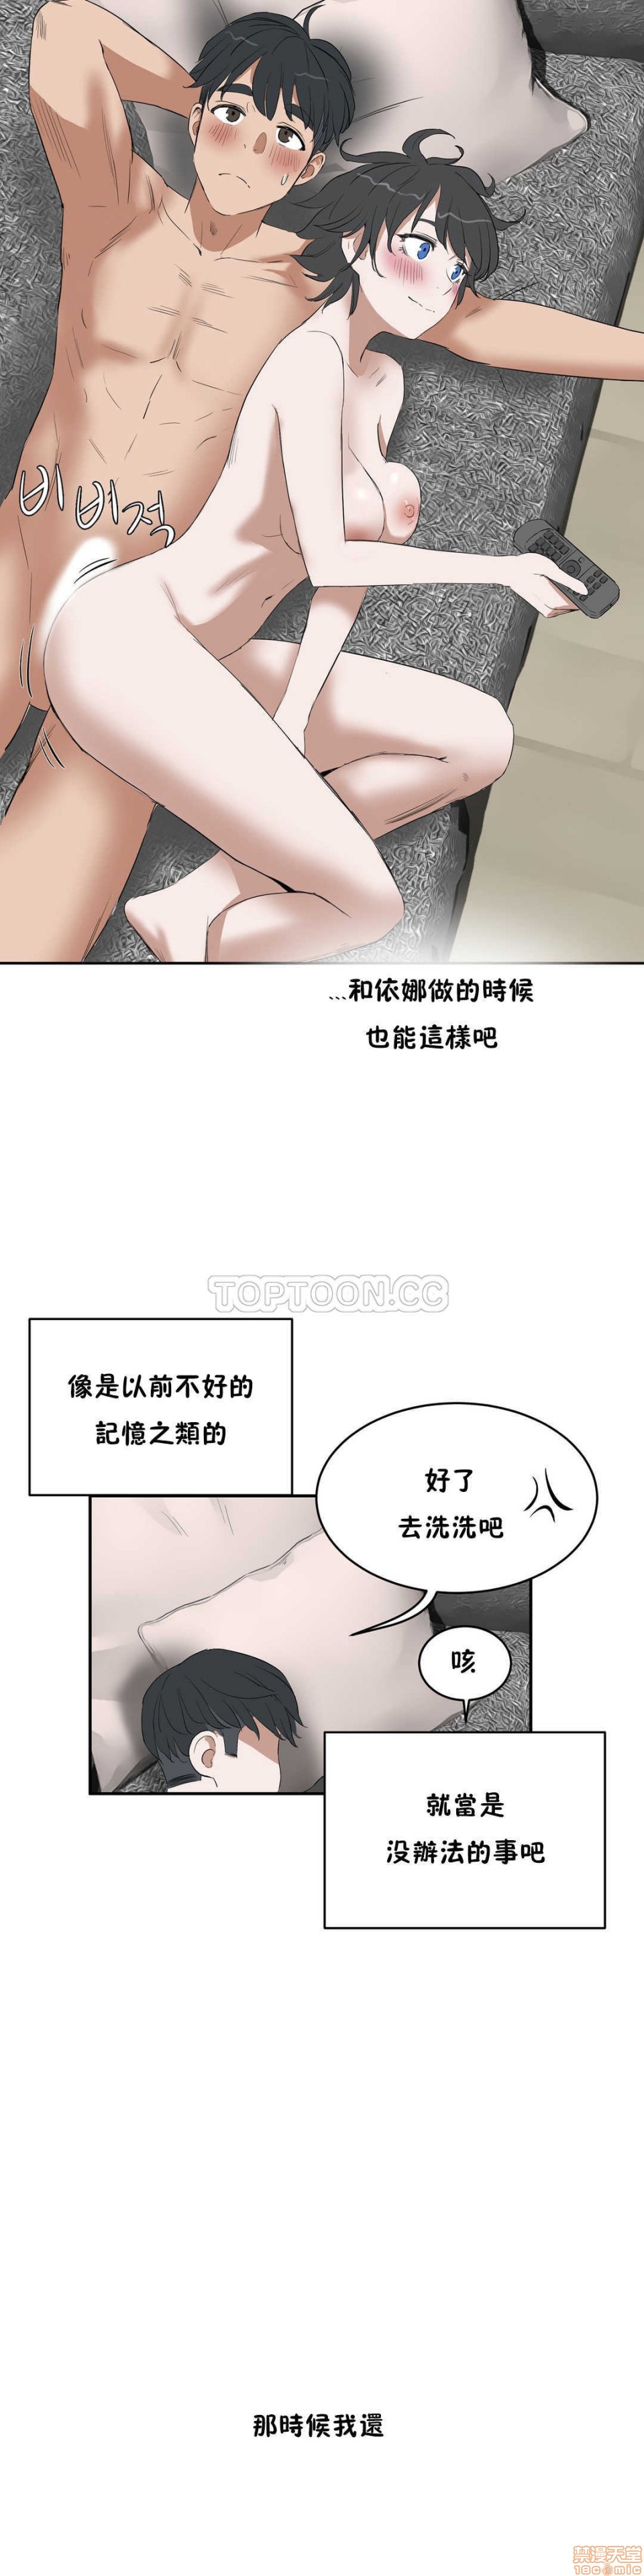 비비적
...和依娜做的時候
也能這樣吧
TOPTOON.CC
像是以前不好的
記憶之類的
好了
去洗洗吧
咳
就當是
没辦法的事吧
那時候我還
禁漫天堂
18comic